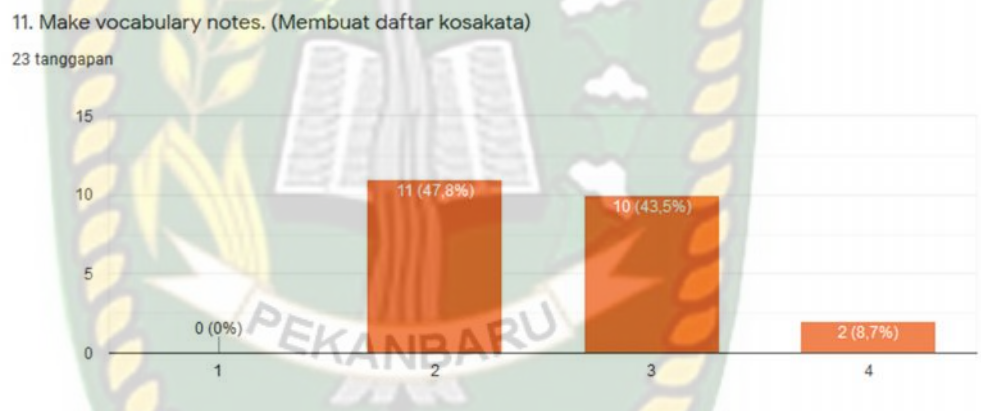 11. Make vocabulary notes. (Membuat daftar kosakata)
23 tanggapan
15
10
5
0
0 (0%)
11 (47,8%)
10 (43,5%)
2 (8,7%)
1 2 3 4
PEKANBARU